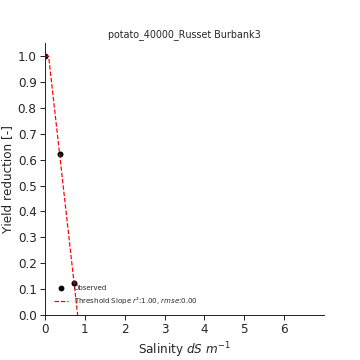 potato_40000_Russet Burbank3
1.0
0.9
0.8
0.7
0.6
0.5
0.4
0.3
0.2
0.1
0.0
Yield reduction [-]
Observed
Threshold Slope r²:1.00, rmse:0.00
0 1 2 3 4 5 6
Salinity dS m⁻¹